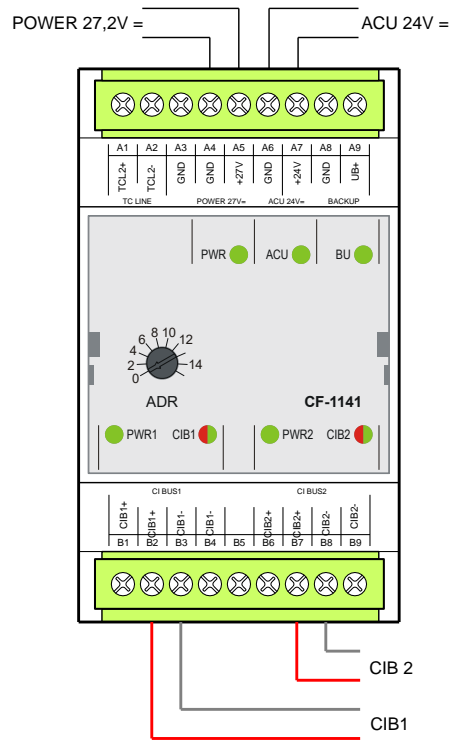 POWER 27,2V =
ACU 24V =
A1 A2 A3 A4 A5 A6 A7 A8 A9
TCL2+ TCL2- GND GND +27V GND +24V GND UB+
TC LINE POWER 27V= ACU 24V= BACKUP
PWR ACU BU
0 2 4 6 8 10 12 14
ADR
CF-1141
PWR1 CIB1 PWR2 CIB2
CI BUS1 CI BUS2
CIB1+ CIB1+ CIB1- CIB1- CIB2+ CIB2+ CIB2- CIB2-
B1 B2 B3 B4 B5 B6 B7 B8 B9
CIB 2
CIB1